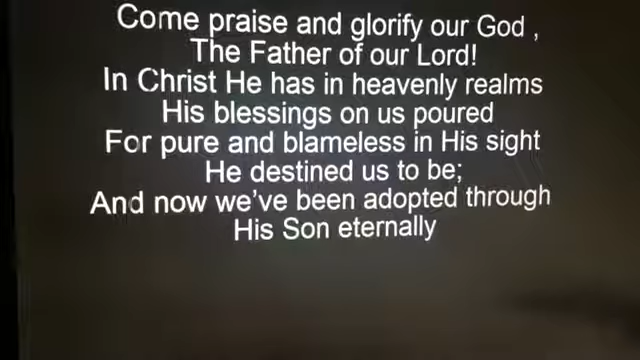 Come praise and glorify our God ,
The Father of our Lord!
In Christ He has in heavenly realms
His blessings on us poured
For pure and blameless in His sight
He destined us to be;
And now we've been adopted through
His Son eternally